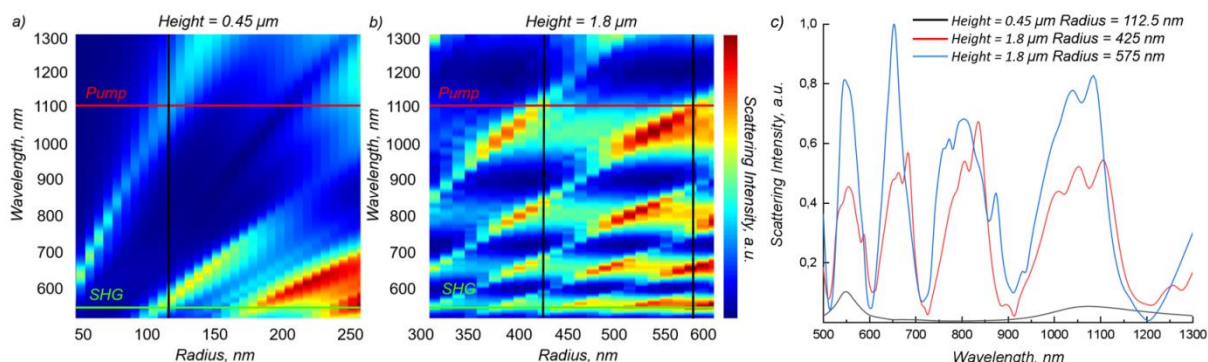 a) Height = 0.45 µm
1300
1200
1100
1000
900
800
700
600
Wavelength, nm
Pump
SHG
50 100 150 200 250
Radius, nm
b) Height = 1.8 µm
1300
1200
1100
1000
900
800
700
600
Wavelength, nm
Pump
SHG
310 400 450 500 550 600
Radius, nm
Scattering Intensity, a.u.
c)
Height = 0.45 µm Radius = 112.5 nm
Height = 1.8 µm Radius = 425 nm
Height = 1.8 µm Radius = 575 nm
1,0
0,8
0,6
0,4
0,2
Scattering Intensity, a.u.
500 600 700 800 900 1000 1100 1200 1300
Wavelength, nm